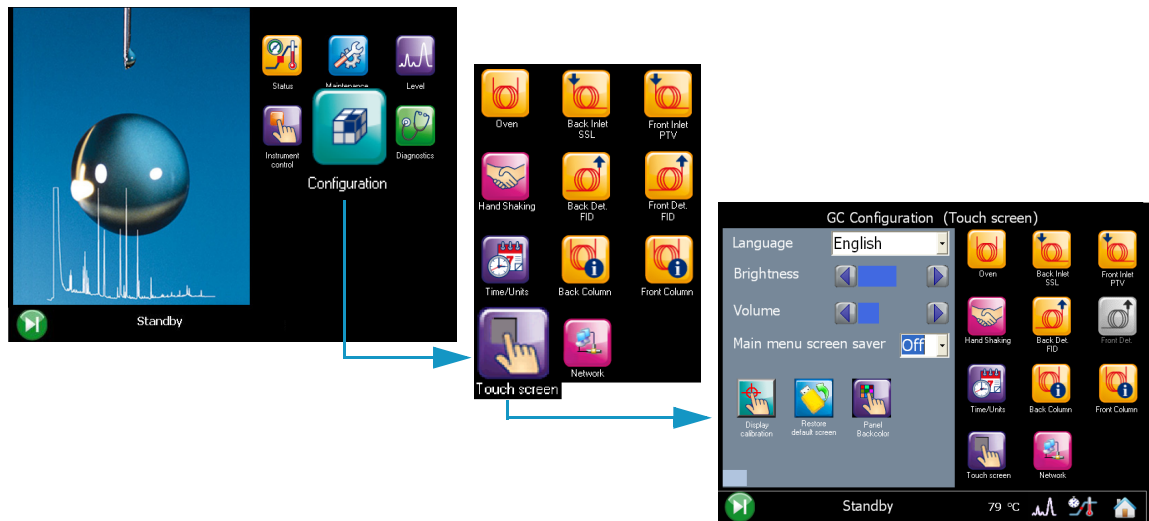 Status
Maintenance
Level
Instrument
control
Diagnostics
Configuration
Standby
Oven
Back Inlet
SSL
Front Inlet
PTV
Hand Shaking
Back Det.
FID
Front Det.
FID
Time/Units
Back Column
Front Column
Touch screen
Network
GC Configuration (Touch screen)
Language
English
Brightness
Volume
Main menu screen saver
Off
Display
calibration
Restore
default screen
Panel
Backcolor
Oven
Back Inlet
SSL
Front Inlet
PTV
Hand Shaking
Back Det.
FID
Front Det.
Time/Units
Back Column
Front Column
Touch screen
Network
Standby
79 °C